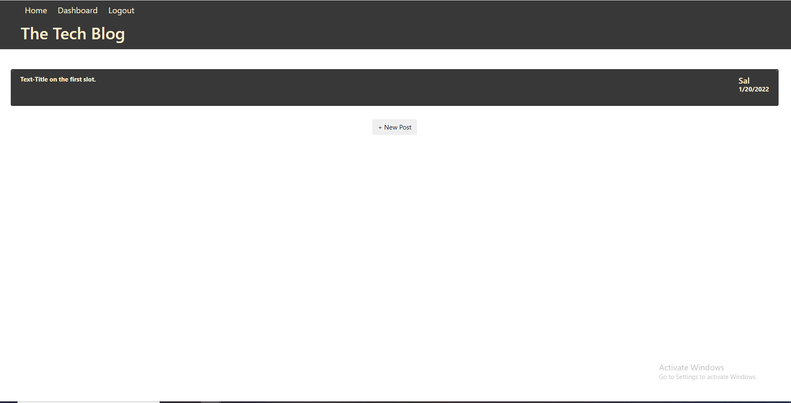 Home Dashboard Logout
The Tech Blog
Text-Title on the first slot.
Sal
1/20/2022
+ New Post
Activate Windows
Go to Settings to activate Windows.